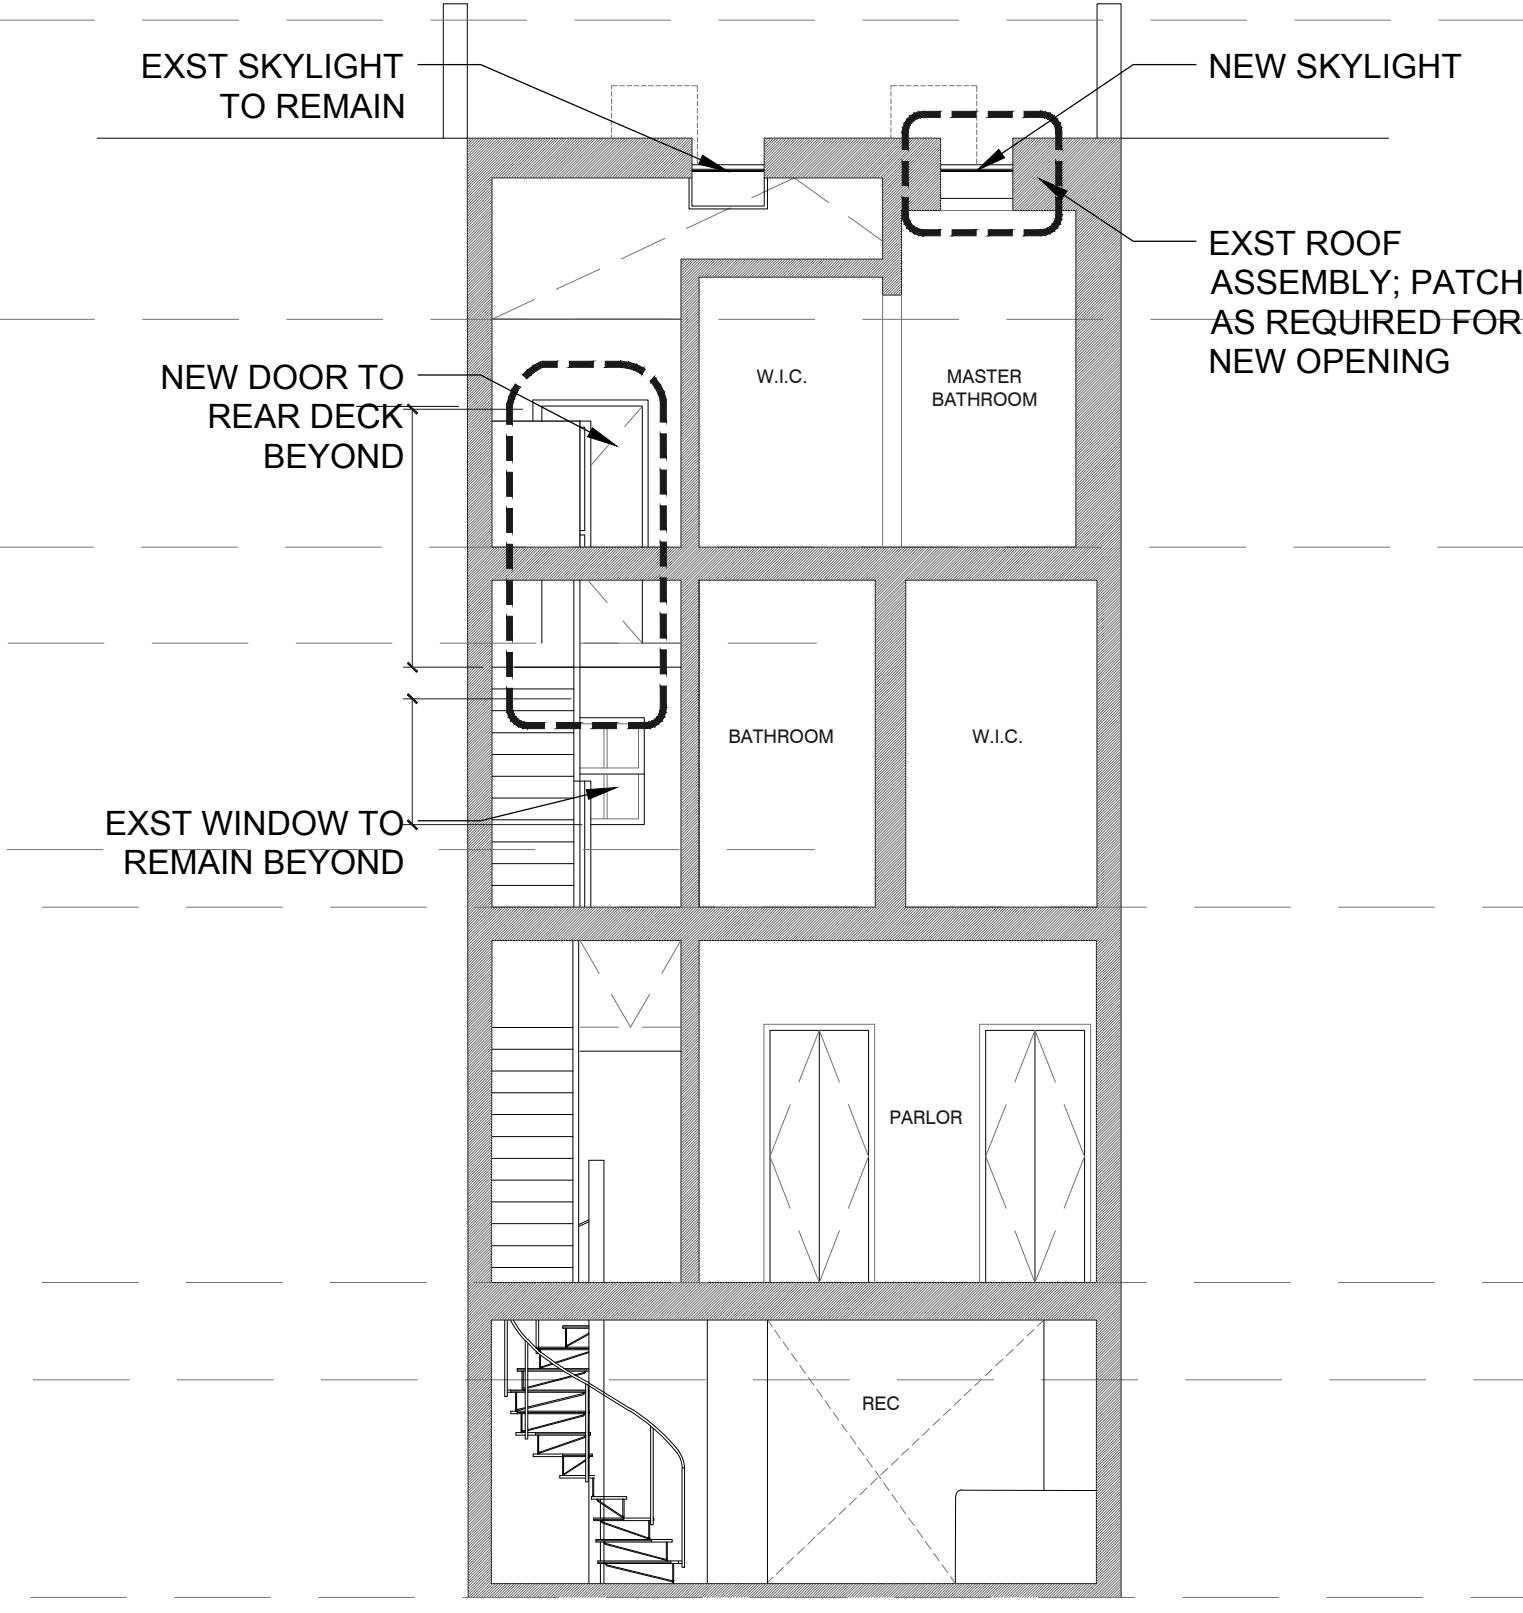 EXST SKYLIGHT
TO REMAIN
NEW SKYLIGHT
EXST ROOF
ASSEMBLY; PATCH
AS REQUIRED FOR
NEW OPENING
NEW DOOR TO
REAR DECK
BEYOND
W.I.C.
MASTER
BATHROOM
BATHROOM
W.I.C.
EXST WINDOW TO
REMAIN BEYOND
PARLOR
REC